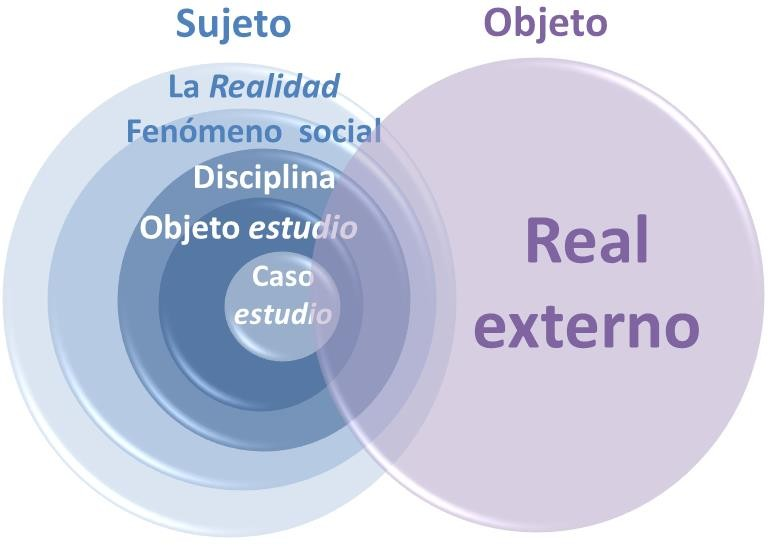 Sujeto
Objeto
La Realidad
Fenómeno social
Disciplina
Objeto estudio
Caso
estudio
Real
externo